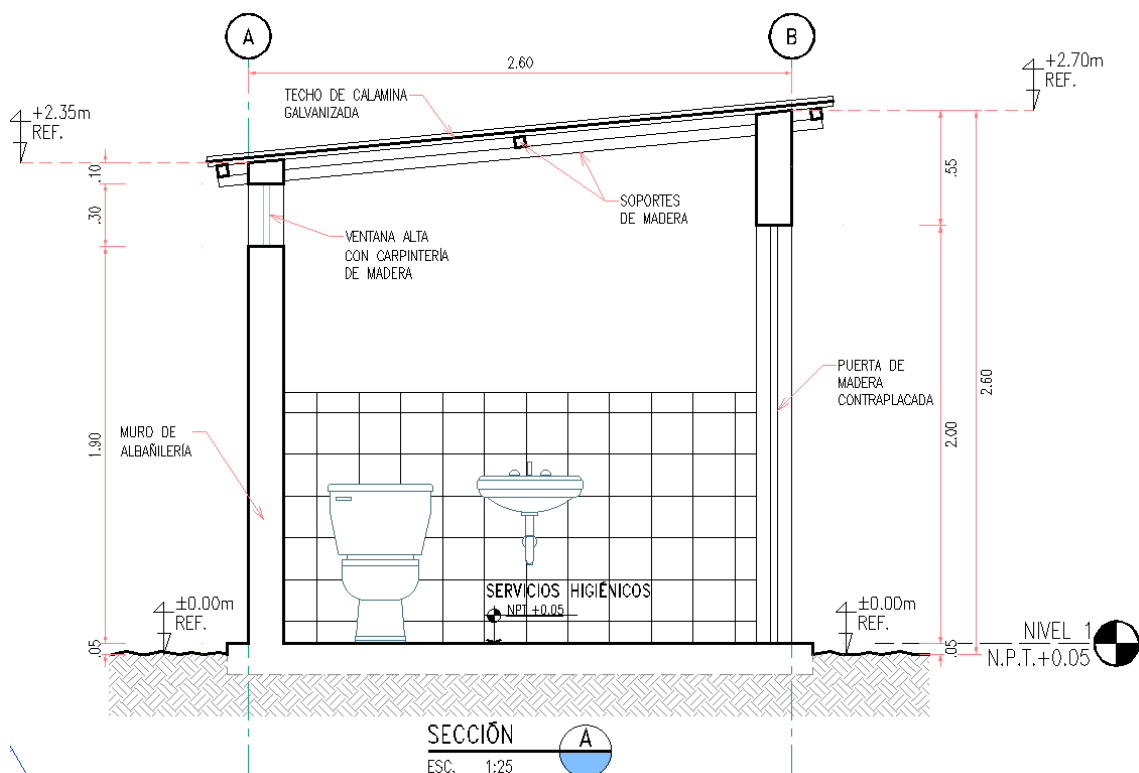 A
B
2.60
+2.70m
REF.
TECHO DE CALAMINA
GALVANIZADA
+2.35m
REF.
.10
.55
.30
SOPORTES
DE MADERA
VENTANA ALTA
CON CARPINTERÍA
DE MADERA
PUERTA DE
MADERA
CONTRAPLACADA
2.60
2.00
1.90
MURO DE
ALBAÑILERÍA
SERVICIOS HIGIÉNICOS
NPT +0.05
±0.00m
REF.
±0.00m
REF.
.05
.05
NIVEL 1
N.P.T.+0.05
SECCIÓN
A
ESC. 1:25